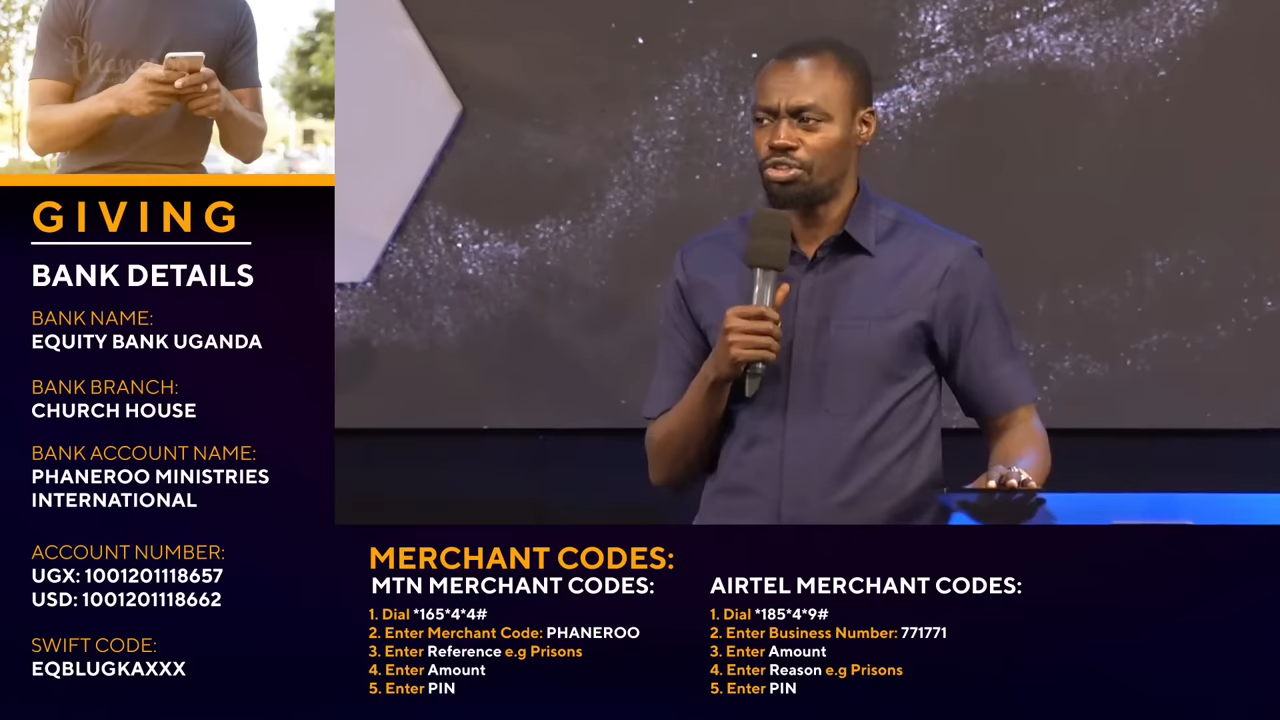 Phaneroo
GIVING
BANK DETAILS
BANK NAME:
EQUITY BANK UGANDA
BANK BRANCH:
CHURCH HOUSE
BANK ACCOUNT NAME:
PHANEROO MINISTRIES
INTERNATIONAL
ACCOUNT NUMBER:
UGX: 1001201118657
USD: 1001201118662
SWIFT CODE:
EQBLUGKAXXX
MERCHANT CODES:
MTN MERCHANT CODES:
1. Dial *165*4*4#
2. Enter Merchant Code: PHANEROO
3. Enter Reference e.g Prisons
4. Enter Amount
5. Enter PIN
AIRTEL MERCHANT CODES:
1. Dial *185*4*9#
2. Enter Business Number: 771771
3. Enter Amount
4. Enter Reason e.g Prisons
5. Enter PIN